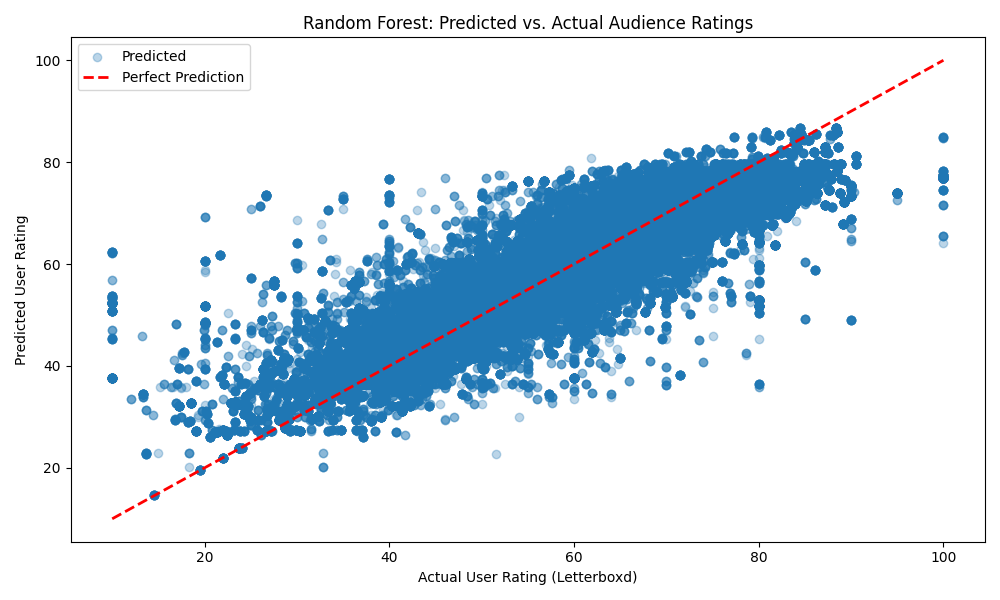 Random Forest: Predicted vs. Actual Audience Ratings
Predicted
Perfect Prediction
100
80
60
40
20
Predicted User Rating
20 40 60 80 100
Actual User Rating (Letterboxd)